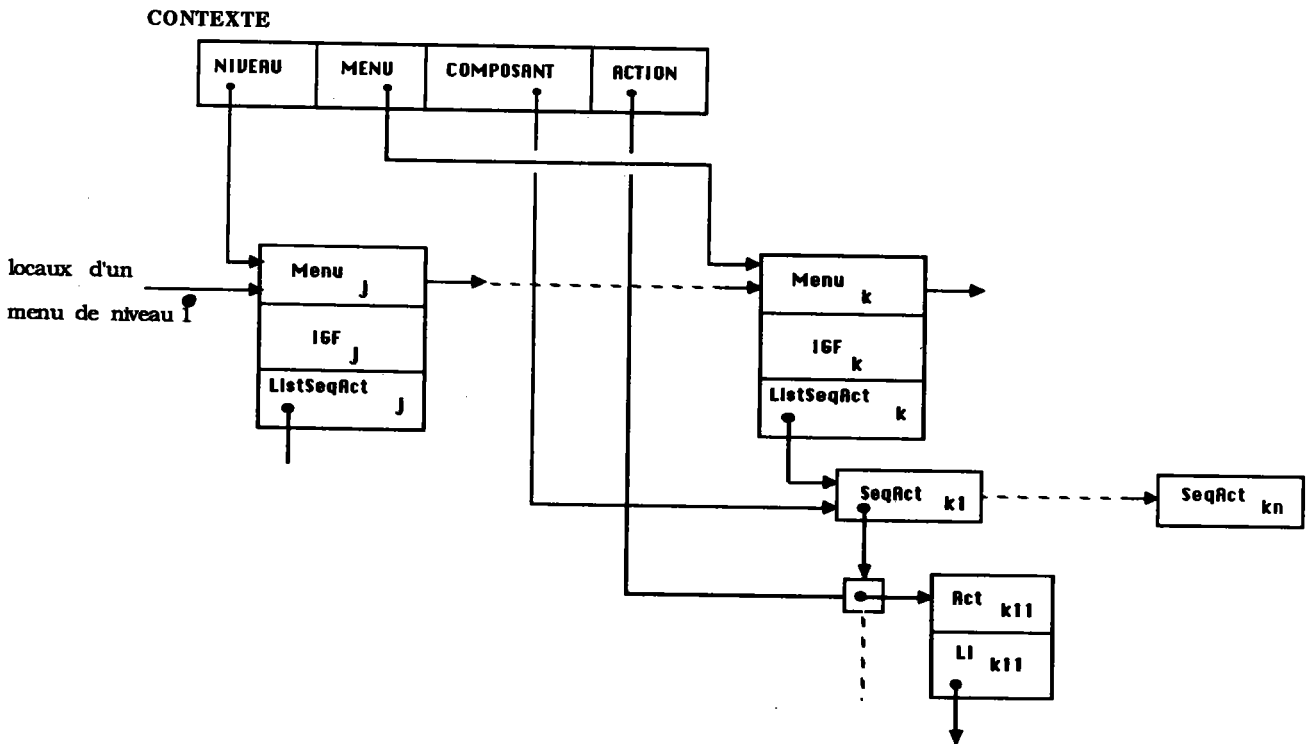 CONTEXTE
NIVEAU MENU COMPOSANT ACTION
locaux d'un
menu de niveau i
Menu j
IGF j
ListSeqAct j
Menu k
IGF k
ListSeqAct k
SeqAct k1
SeqAct kn
Act k11
LI k11